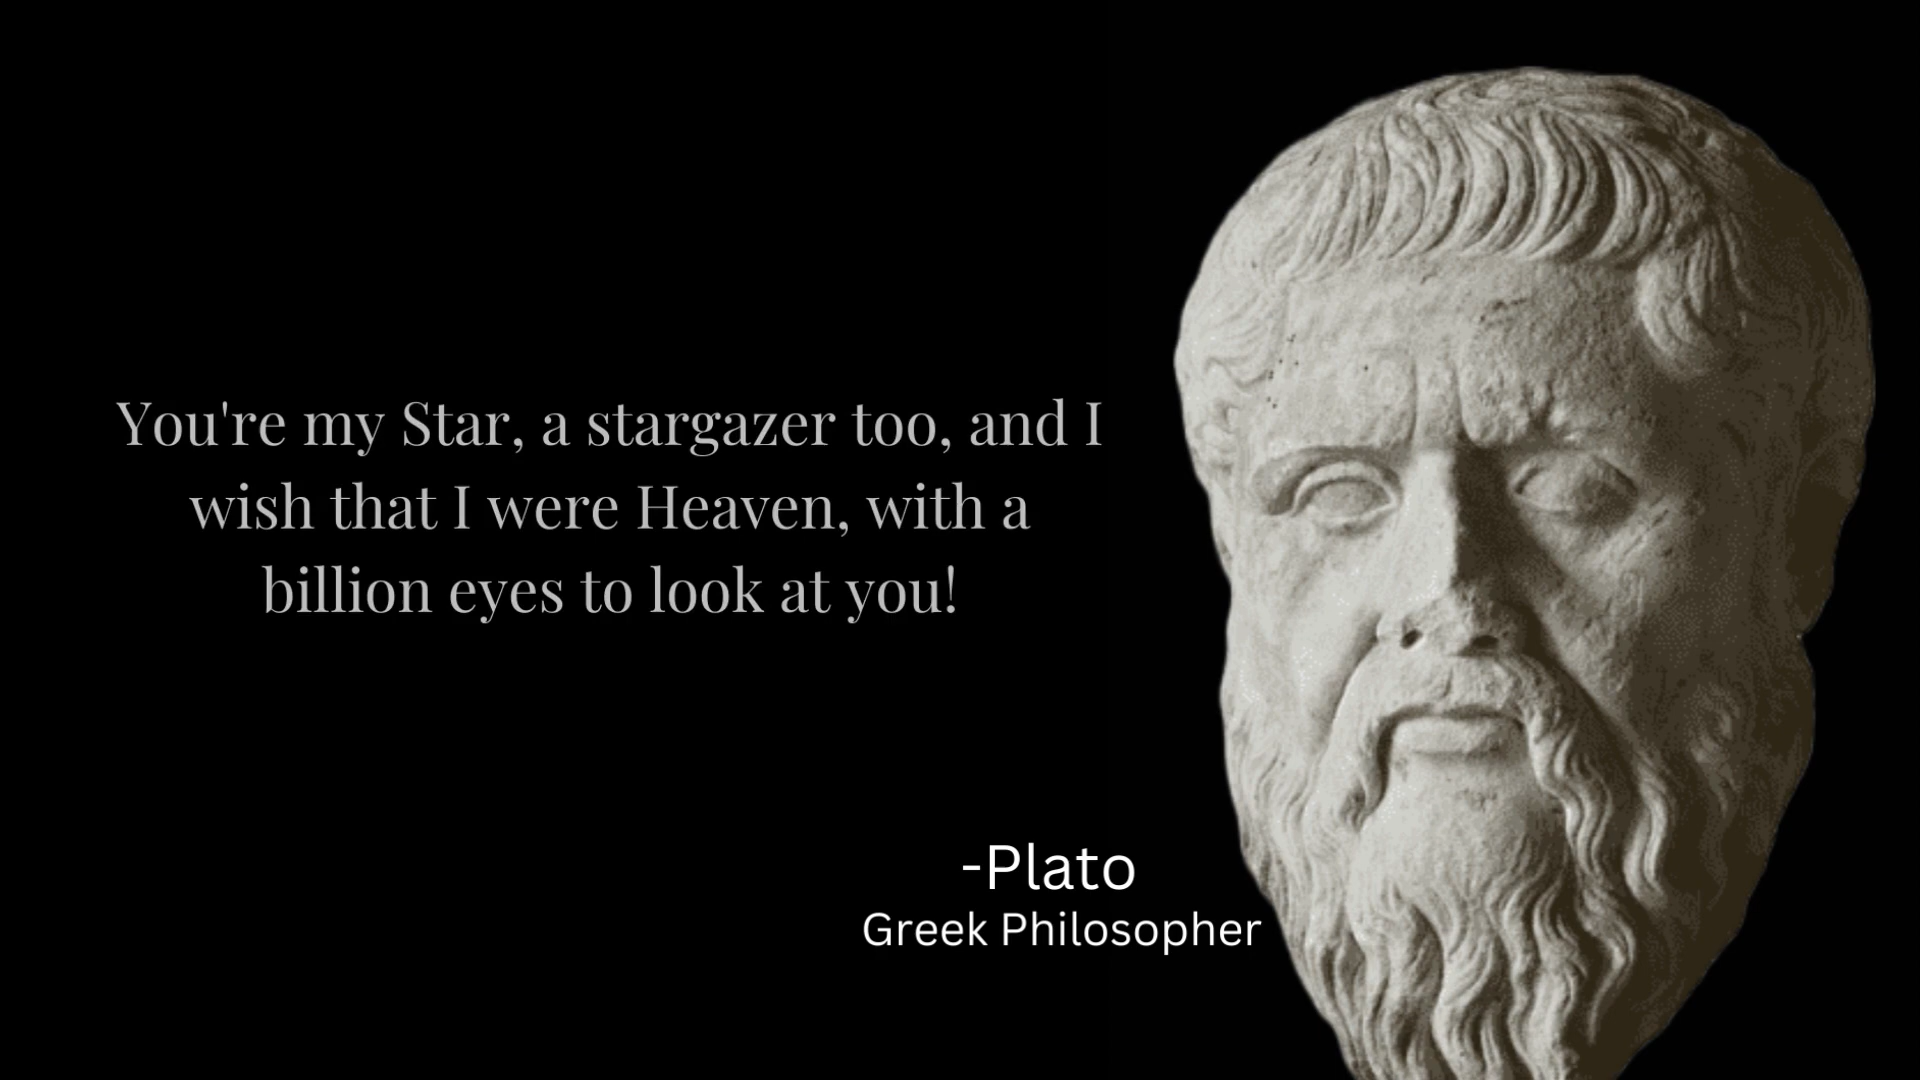 You're my Star, a stargazer too, and I
wish that I were Heaven, with a
billion eyes to look at you!
-Plato
Greek Philosopher